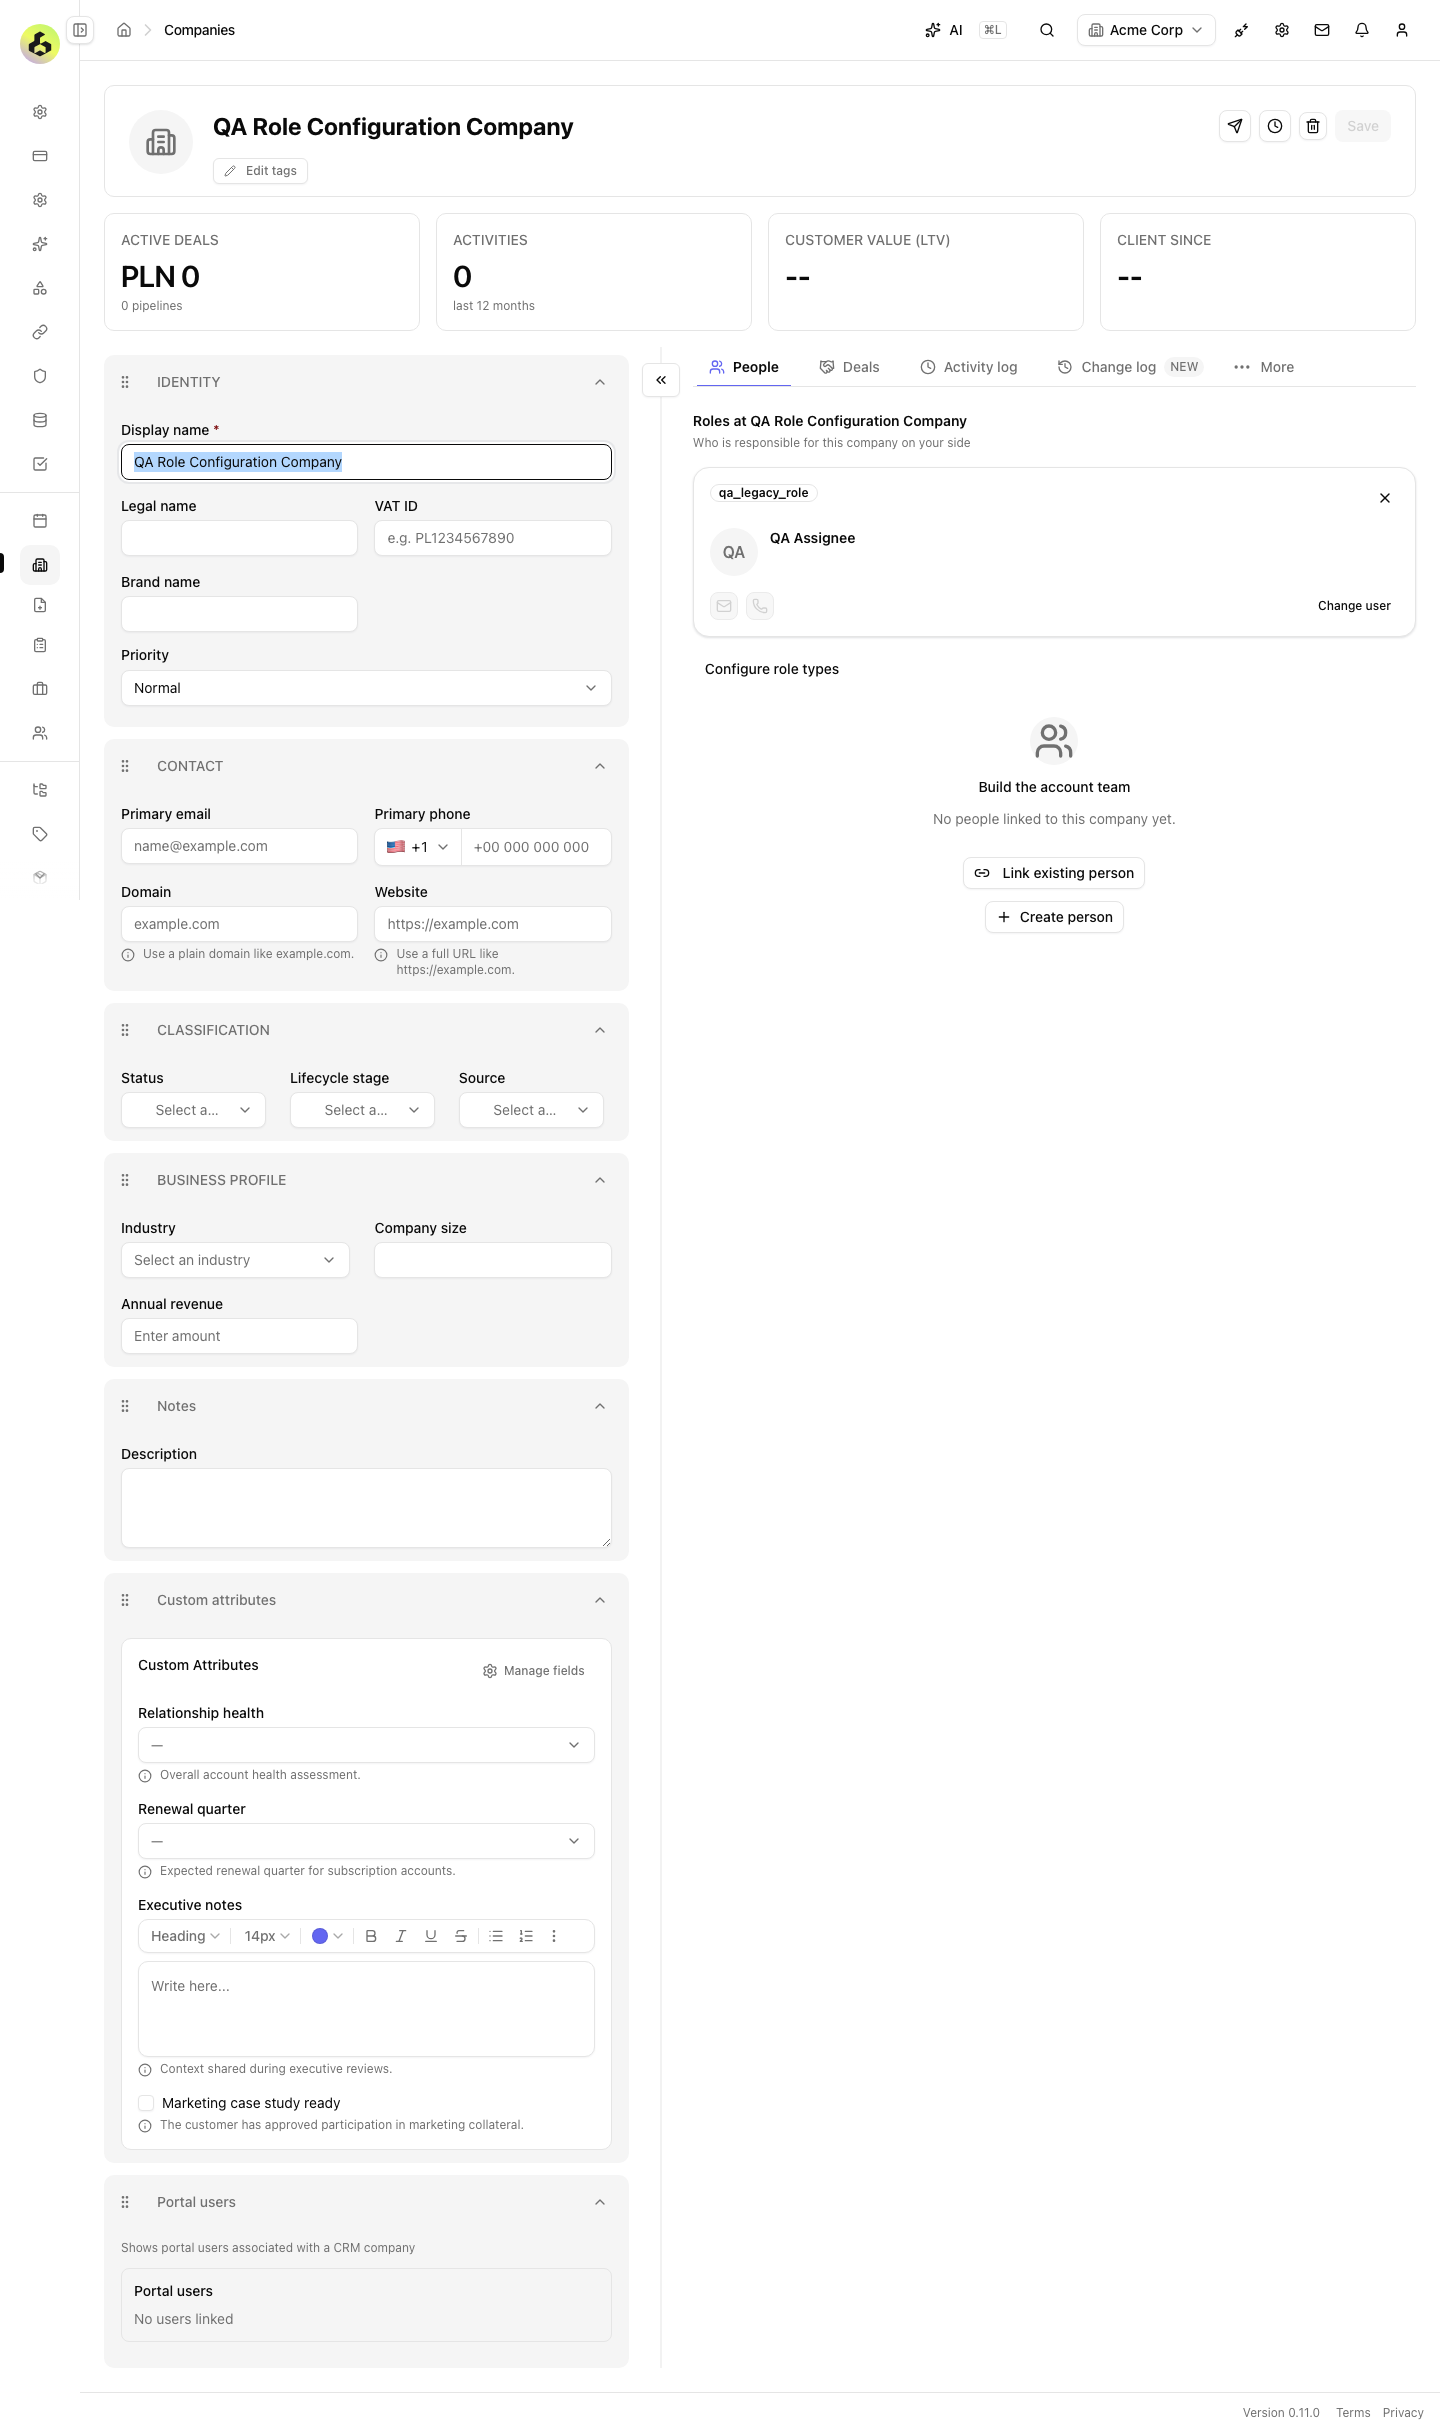 Companies
AI ⌘L
Acme Corp
QA Role Configuration Company
Edit tags
Save
ACTIVE DEALS
PLN 0
0 pipelines
ACTIVITIES
0
last 12 months
CUSTOMER VALUE (LTV)
--
CLIENT SINCE
--
IDENTITY
Display name *
QA Role Configuration Company
Legal name
VAT ID
e.g. PL1234567890
Brand name
Priority
Normal
CONTACT
Primary email
name@example.com
Primary phone
+1
+00 000 000 000
Domain
example.com
Use a plain domain like example.com.
Website
https://example.com
Use a full URL like
https://example.com.
CLASSIFICATION
Status
Select a...
Lifecycle stage
Select a...
Source
Select a...
BUSINESS PROFILE
Industry
Select an industry
Company size
Annual revenue
Enter amount
Notes
Description
Custom attributes
Custom Attributes
Manage fields
Relationship health
—
Overall account health assessment.
Renewal quarter
—
Expected renewal quarter for subscription accounts.
Executive notes
Heading
14px
B I U S
Write here...
Context shared during executive reviews.
Marketing case study ready
The customer has approved participation in marketing collateral.
Portal users
Shows portal users associated with a CRM company
Portal users
No users linked
People
Deals
Activity log
Change log NEW
More
Roles at QA Role Configuration Company
Who is responsible for this company on your side
qa_legacy_role
QA
QA Assignee
Change user
Configure role types
Build the account team
No people linked to this company yet.
Link existing person
Create person
Version 0.11.0
Terms
Privacy